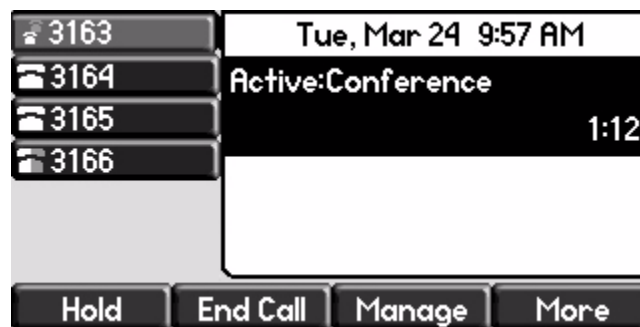 3163
3164
3165
3166
Tue, Mar 24 9:57 AM
Active:Conference
1:12
Hold
End Call
Manage
More